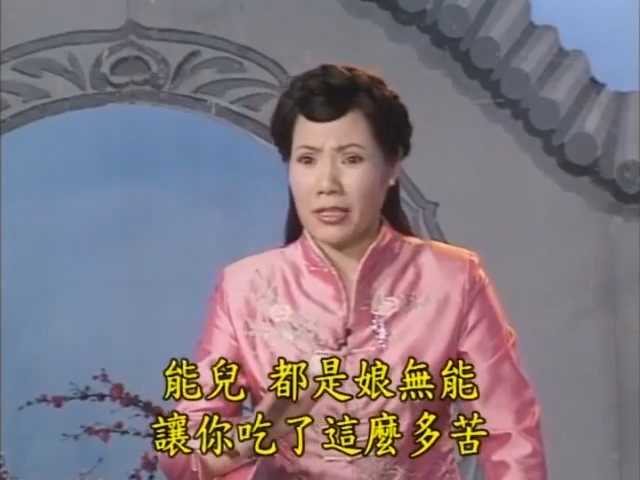 能兒 都是娘無能
讓你吃了這麼多苦